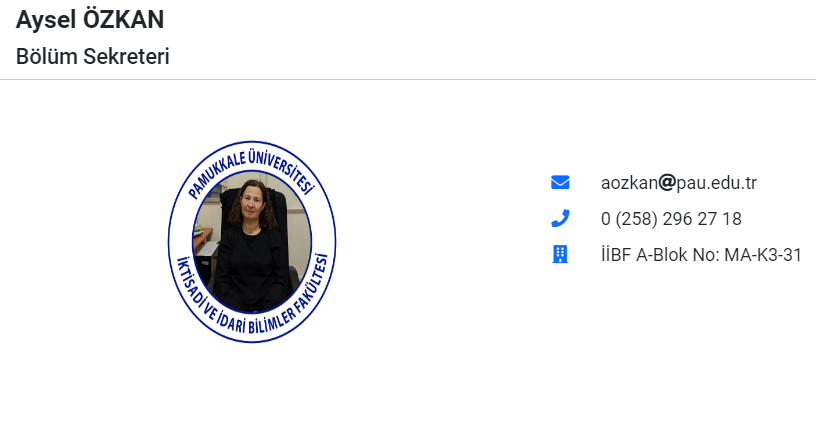 Aysel ÖZKAN
Bölüm Sekreteri
PAMUKKALE ÜNİVERSİTESİ
İKTİSADİ VE İDARİ BİLİMLER FAKÜLTESİ
aozkan@pau.edu.tr
0 (258) 296 27 18
İİBF A-Blok No: MA-K3-31